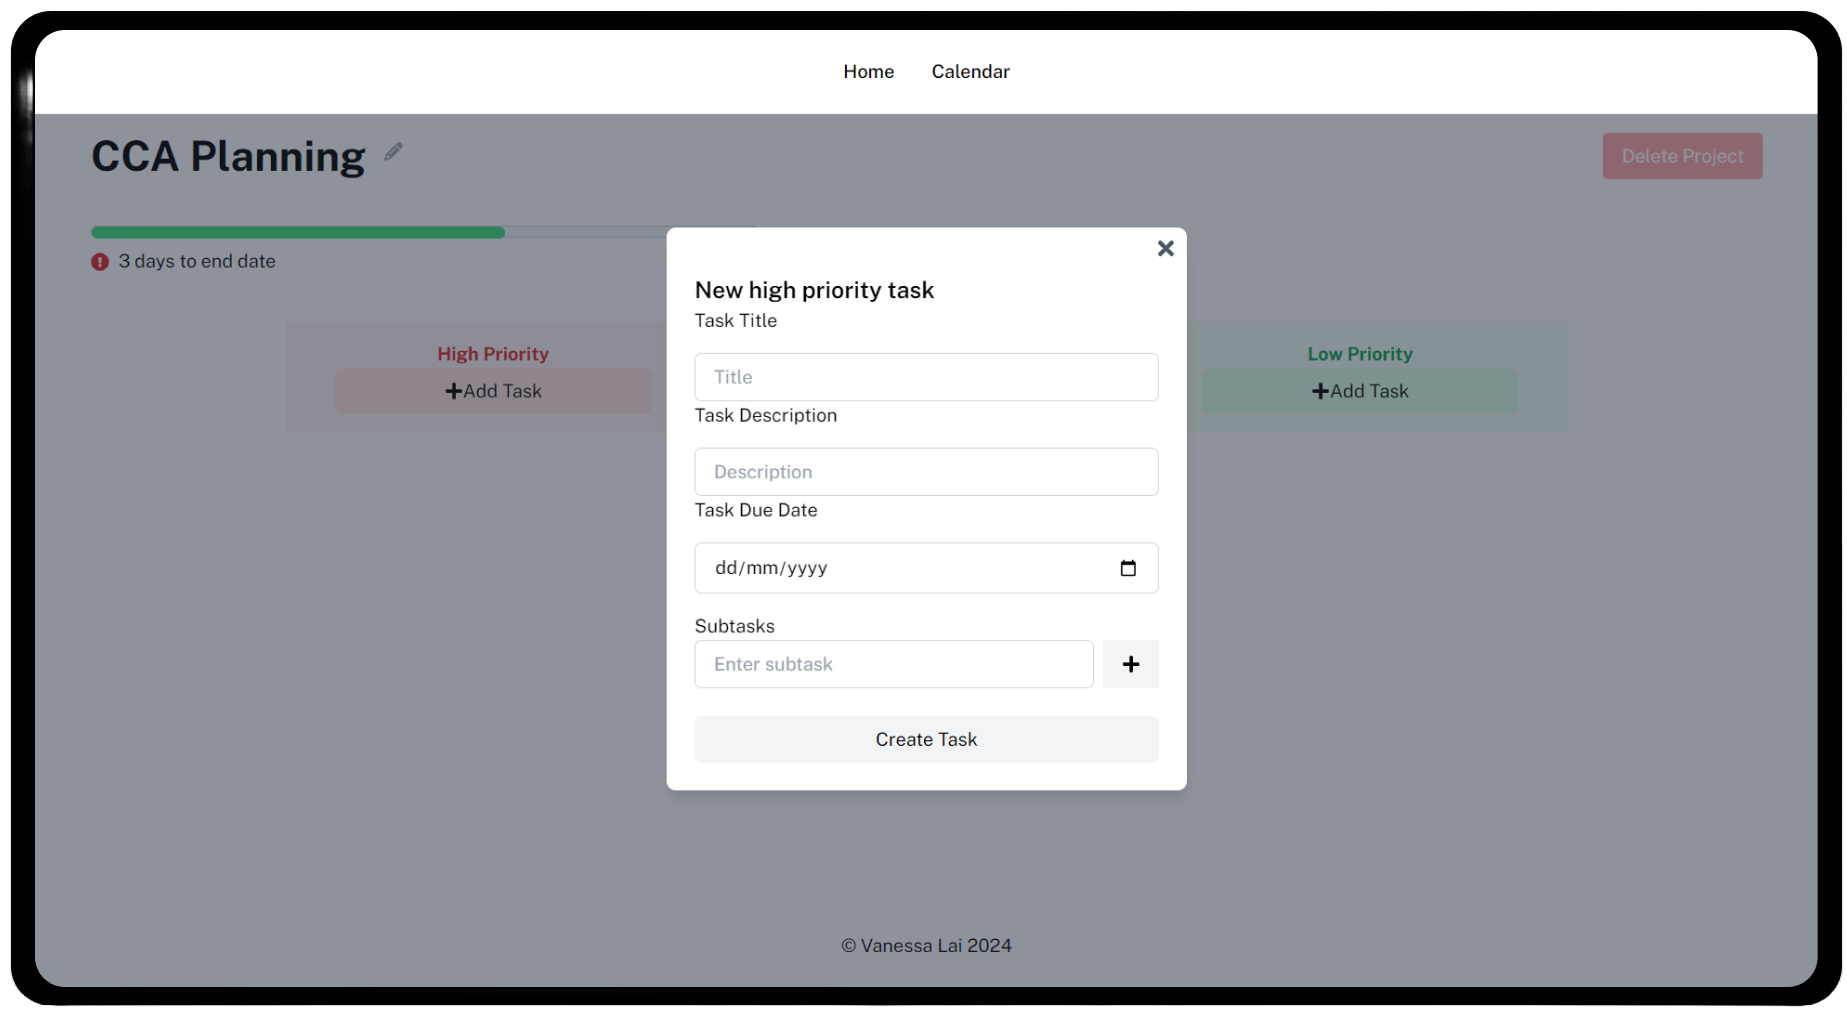 Home Calendar
CCA Planning
Delete Project
3 days to end date
New high priority task
Task Title
Title
Task Description
Description
Task Due Date
dd/mm/yyyy
Subtasks
Enter subtask
Create Task
High Priority
Add Task
Low Priority
Add Task
© Vanessa Lai 2024